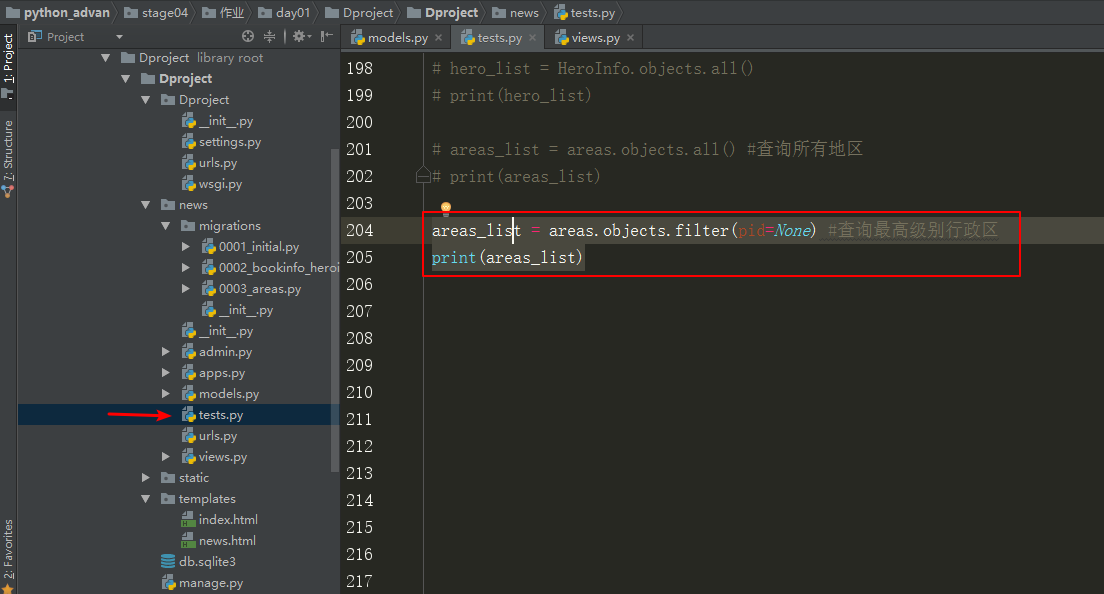 python_advan stage04 作业 day01 Dproject Dproject news tests.py
Project
models.py tests.py views.py
1: Project
7: Structure
2: Favorites
Dproject library root
Dproject
Dproject
__init__.py
settings.py
urls.py
wsgi.py
news
migrations
0001_initial.py
0002_bookinfo_heroi
0003_areas.py
__init__.py
__init__.py
admin.py
apps.py
models.py
tests.py
urls.py
views.py
static
templates
index.html
news.html
db.sqlite3
manage.py
198 # hero_list = HeroInfo.objects.all()
199 # print(hero_list)
200
201 # areas_list = areas.objects.all() #查询所有地区
202 # print(areas_list)
203
204 areas_list = areas.objects.filter(pid=None) #查询最高级别行政区
205 print(areas_list)
206
207
208
209
210
211
212
213
214
215
216
217